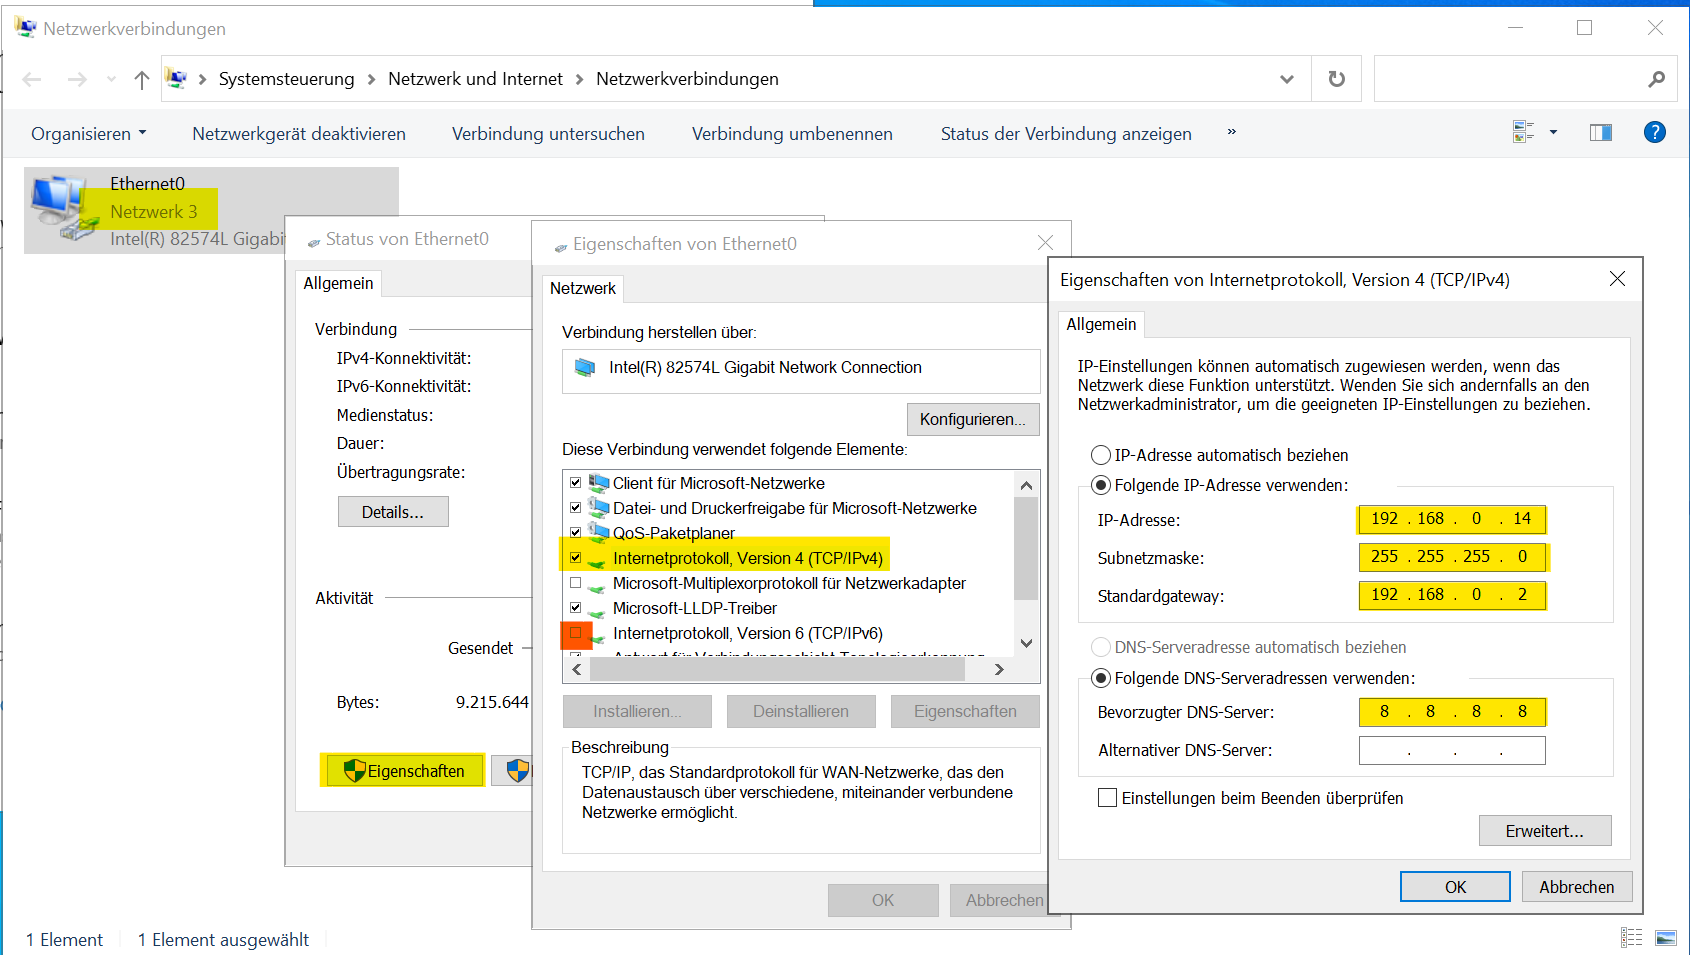 Netzwerkverbindungen
Systemsteuerung > Netzwerk und Internet > Netzwerkverbindungen
Organisieren
Netzwerkgerät deaktivieren
Verbindung untersuchen
Verbindung umbenennen
Status der Verbindung anzeigen
»
?
Ethernet0
Netzwerk 3
Intel(R) 82574L Gigabit
Status von Ethernet0
Allgemein
Verbindung
IPv4-Konnektivität:
IPv6-Konnektivität:
Medienstatus:
Dauer:
Übertragungsrate:
Details...
Aktivität
Gesendet
Bytes: 9.215.644
Eigenschaften
Eigenschaften von Ethernet0
Netzwerk
Verbindung herstellen über:
Intel(R) 82574L Gigabit Network Connection
Konfigurieren...
Diese Verbindung verwendet folgende Elemente:
Client für Microsoft-Netzwerke
Datei- und Druckerfreigabe für Microsoft-Netzwerke
QoS-Paketplaner
Internetprotokoll, Version 4 (TCP/IPv4)
Microsoft-Multiplexorprotokoll für Netzwerkadapter
Microsoft-LLDP-Treiber
Internetprotokoll, Version 6 (TCP/IPv6)
Antwort für Verbindungsschicht-Topologieerkennung
Installieren...
Deinstallieren
Eigenschaften
Beschreibung
TCP/IP, das Standardprotokoll für WAN-Netzwerke, das den
Datenaustausch über verschiedene, miteinander verbundene
Netzwerke ermöglicht.
OK
Abbrechen
Eigenschaften von Internetprotokoll, Version 4 (TCP/IPv4)
Allgemein
IP-Einstellungen können automatisch zugewiesen werden, wenn das
Netzwerk diese Funktion unterstützt. Wenden Sie sich andernfalls an den
Netzwerkadministrator, um die geeigneten IP-Einstellungen zu beziehen.
IP-Adresse automatisch beziehen
Folgende IP-Adresse verwenden:
IP-Adresse: 192 . 168 . 0 . 14
Subnetzmaske: 255 . 255 . 255 . 0
Standardgateway: 192 . 168 . 0 . 2
DNS-Serveradresse automatisch beziehen
Folgende DNS-Serveradressen verwenden:
Bevorzugter DNS-Server: 8 . 8 . 8 . 8
Alternativer DNS-Server: . . .
Einstellungen beim Beenden überprüfen
Erweitert...
OK
Abbrechen
1 Element
1 Element ausgewählt